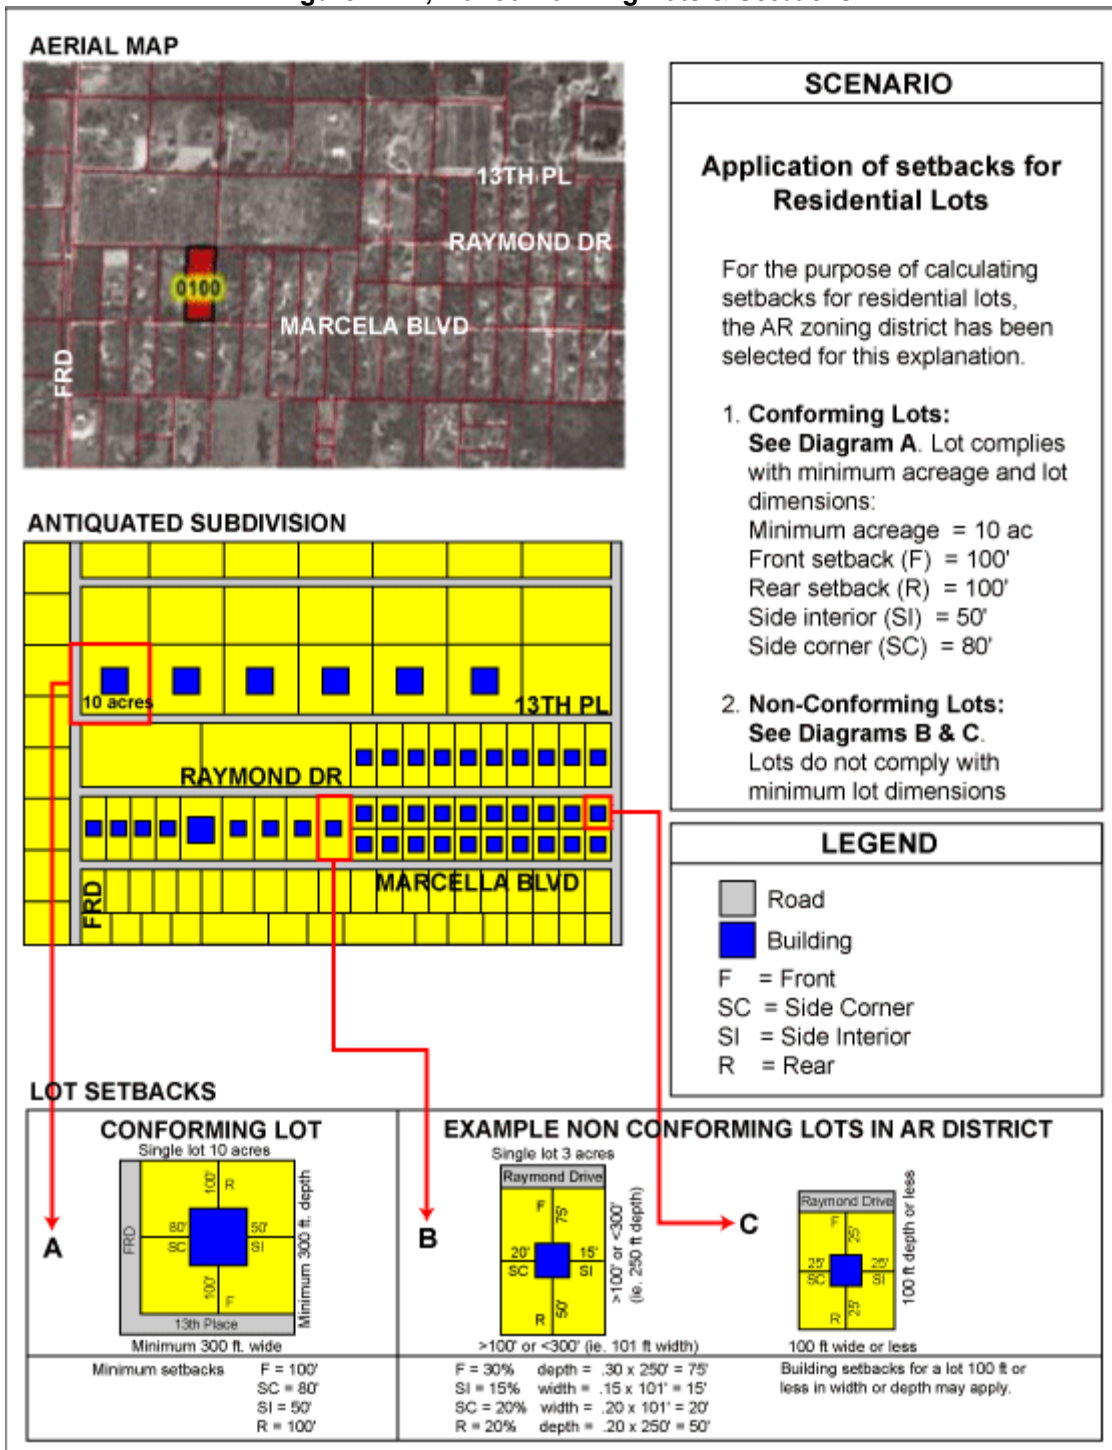 AERIAL MAP
13TH PL
RAYMOND DR
0100
MARCELA BLVD
FRD
SCENARIO
Application of setbacks for
Residential Lots
For the purpose of calculating
setbacks for residential lots,
the AR zoning district has been
selected for this explanation.
1. Conforming Lots:
See Diagram A. Lot complies
with minimum acreage and lot
dimensions:
Minimum acreage = 10 ac
Front setback (F) = 100'
Rear setback (R) = 100'
Side interior (SI) = 50'
Side corner (SC) = 80'
2. Non-Conforming Lots:
See Diagrams B & C.
Lots do not comply with
minimum lot dimensions
ANTIQUATED SUBDIVISION
10 acres
13TH PL
RAYMOND DR
MARCELLA BLVD
FRD
LEGEND
Road
Building
F = Front
SC = Side Corner
SI = Side Interior
R = Rear
LOT SETBACKS
CONFORMING LOT
Single lot 10 acres
A
FRD
100'
R
80'
SC
50'
SI
100'
F
13th Place
Minimum 300 ft. depth
Minimum 300 ft. wide
Minimum setbacks F = 100'
SC = 80'
SI = 50'
R = 100'
EXAMPLE NON CONFORMING LOTS IN AR DISTRICT
Single lot 3 acres
B
Raymond Drive
F
75'
20'
SC
15'
SI
R
50'
>100' or <300'
(ie. 250 ft depth)
>100' or <300' (ie. 101 ft width)
F = 30% depth = .30 x 250' = 75'
SI = 15% width = .15 x 101' = 15'
SC = 20% width = .20 x 101' = 20'
R = 20% depth = .20 x 250' = 50'
C
Raymond Drive
F
25'
25'
SC
25'
SI
R
25'
100 ft depth or less
100 ft wide or less
Building setbacks for a lot 100 ft or
less in width or depth may apply.